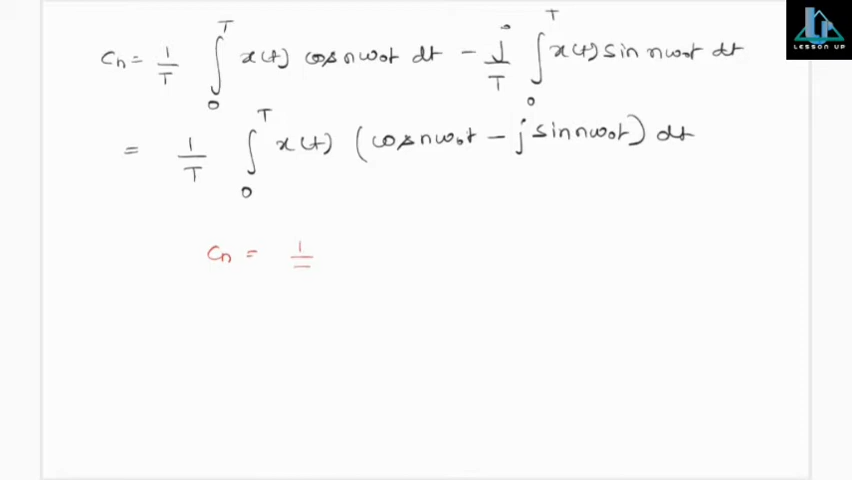 Cn = 1/T ∫₀ᵀ x(t) cos nω₀t dt − j/T ∫₀ᵀ x(t) sin nω₀t dt
LESSON UP
= 1/T ∫₀ᵀ x(t) (cos nω₀t − j sin nω₀t) dt
Cn = 1/